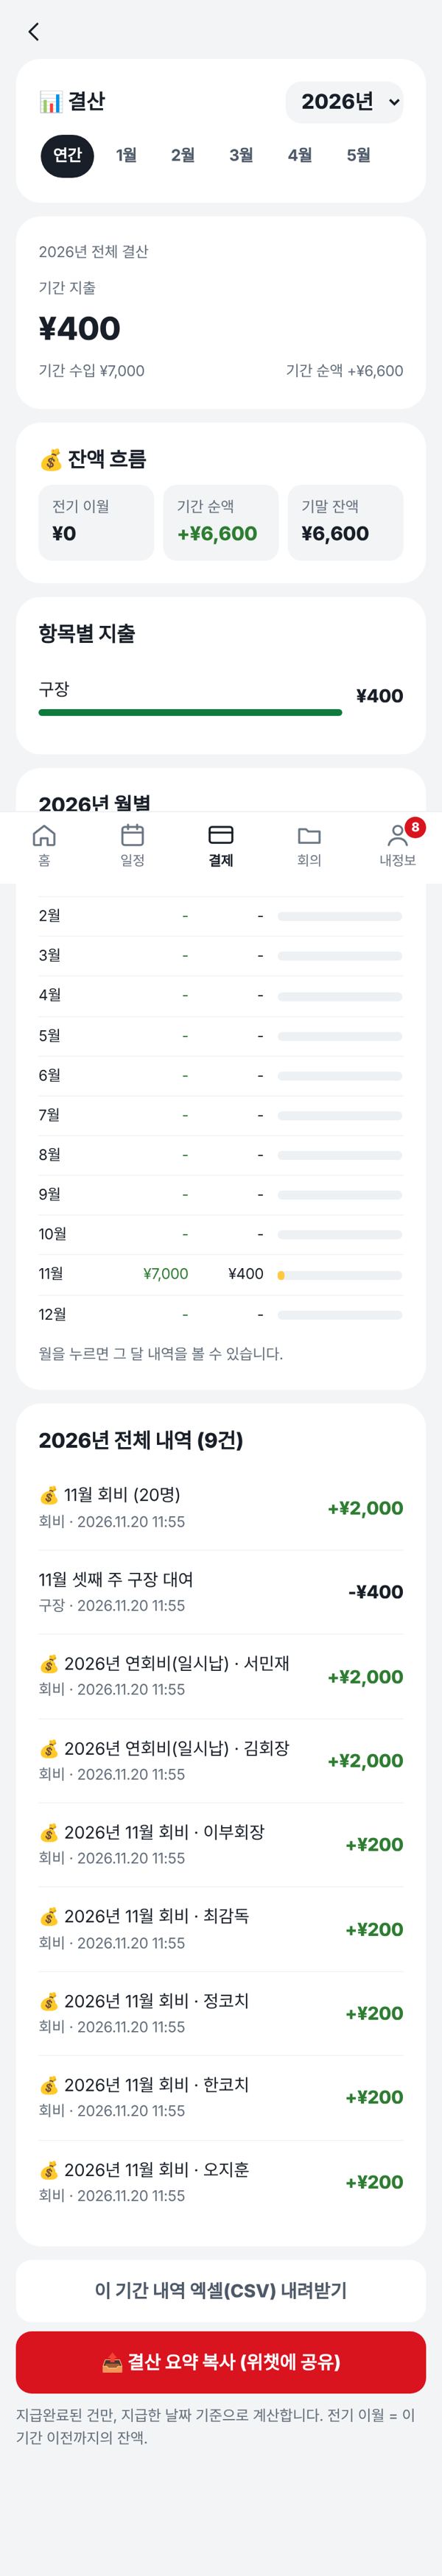 📊 결산
2026년
연간 1월 2월 3월 4월 5월
2026년 전체 결산
기간 지출
¥400
기간 수입 ¥7,000 기간 순액 +¥6,600
💰 잔액 흐름
전기 이월 기간 순액 기말 잔액
¥0 +¥6,600 ¥6,600
항목별 지출
구장 ¥400
2026년 월별
8
홈 일정 결제 회의 내정보
2월 - -
3월 - -
4월 - -
5월 - -
6월 - -
7월 - -
8월 - -
9월 - -
10월 - -
11월 ¥7,000 ¥400
12월 - -
월을 누르면 그 달 내역을 볼 수 있습니다.
2026년 전체 내역 (9건)
💰 11월 회비 (20명) +¥2,000
회비 · 2026.11.20 11:55
11월 셋째 주 구장 대여 -¥400
구장 · 2026.11.20 11:55
💰 2026년 연회비(일시납) · 서민재 +¥2,000
회비 · 2026.11.20 11:55
💰 2026년 연회비(일시납) · 김회장 +¥2,000
회비 · 2026.11.20 11:55
💰 2026년 11월 회비 · 이부회장 +¥200
회비 · 2026.11.20 11:55
💰 2026년 11월 회비 · 최감독 +¥200
회비 · 2026.11.20 11:55
💰 2026년 11월 회비 · 정코치 +¥200
회비 · 2026.11.20 11:55
💰 2026년 11월 회비 · 한코치 +¥200
회비 · 2026.11.20 11:55
💰 2026년 11월 회비 · 오지훈 +¥200
회비 · 2026.11.20 11:55
이 기간 내역 엑셀(CSV) 내려받기
📤 결산 요약 복사 (위챗에 공유)
지급완료된 건만, 지급한 날짜 기준으로 계산합니다. 전기 이월 = 이
기간 이전까지의 잔액.